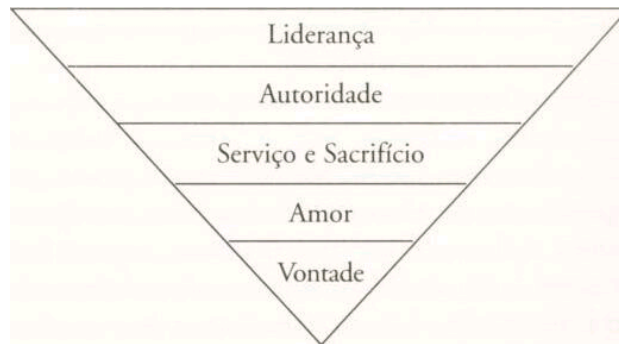 Liderança
Autoridade
Serviço e Sacrifício
Amor
Vontade